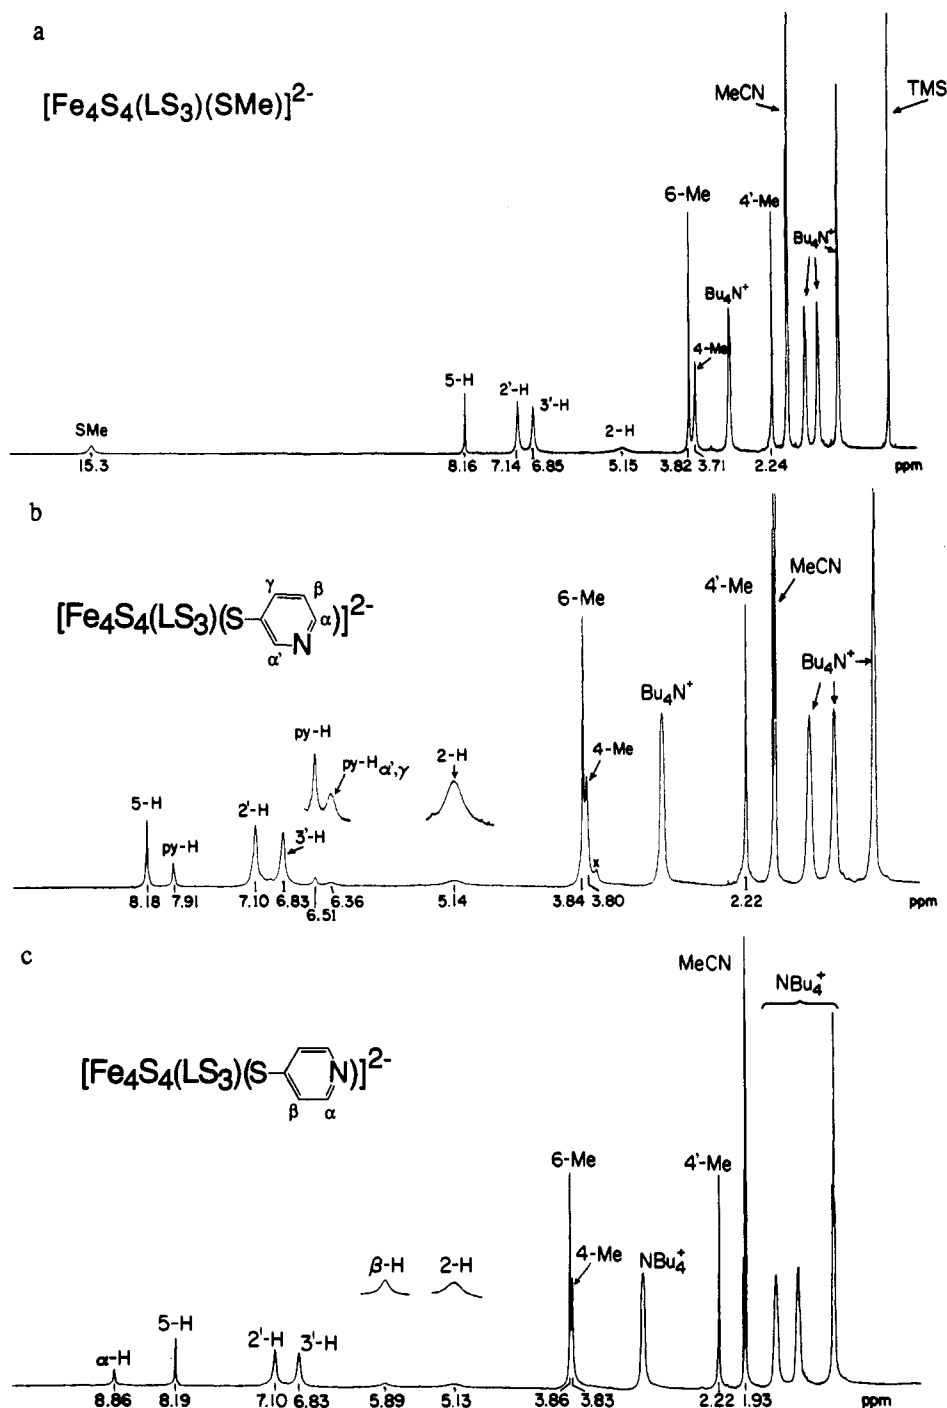 a
[Fe₄S₄(LS₃)(SMe)]²⁻
MeCN
TMS
6-Me
4'-Me
Bu₄N⁺
Bu₄N⁺
4-Me
5-H
2'-H
3'-H
2-H
SMe
15.3 8.16 7.14 6.85 5.15 3.82 3.71 2.24 ppm
b
[Fe₄S₄(LS₃)(S N)]²⁻
γ β α α'
MeCN
6-Me
4'-Me
Bu₄N⁺
Bu₄N⁺
4-Me
py-H
py-H α',γ
2-H
5-H
py-H
2'-H
3'-H
x
8.18 7.91 7.10 6.83 6.51 6.36 5.14 3.84 3.80 2.22 ppm
c
[Fe₄S₄(LS₃)(S N)]²⁻
β α
MeCN
NBu₄⁺
6-Me
4'-Me
4-Me
NBu₄⁺
β-H
2-H
5-H
α-H
2'-H
3'-H
8.86 8.19 7.10 6.83 5.89 5.13 3.86 3.83 2.22 1.93 ppm